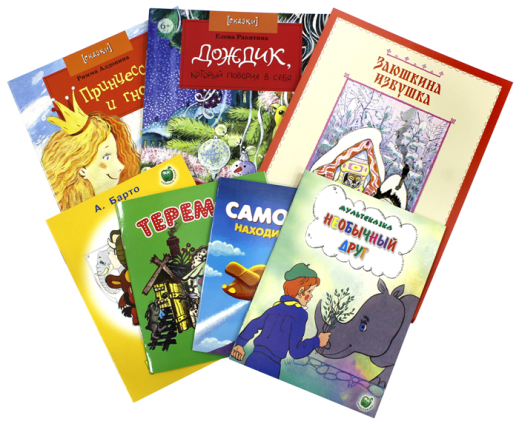 [сказки]
Римма Алдонина
Принцесса
и гно
6+
[сказки]
Елена Ракитина
ДОЖДИК,
КОТОРЫЙ ПОВЕРИЛ В СЕБЯ
ЗАЮШКИНА
ИЗБУШКА
А. Барто
ТЕРЕМ
САМО
НАХОДИ
МУЛЬТСКАЗКА
НЕОБЫЧНЫЙ
ДРУГ